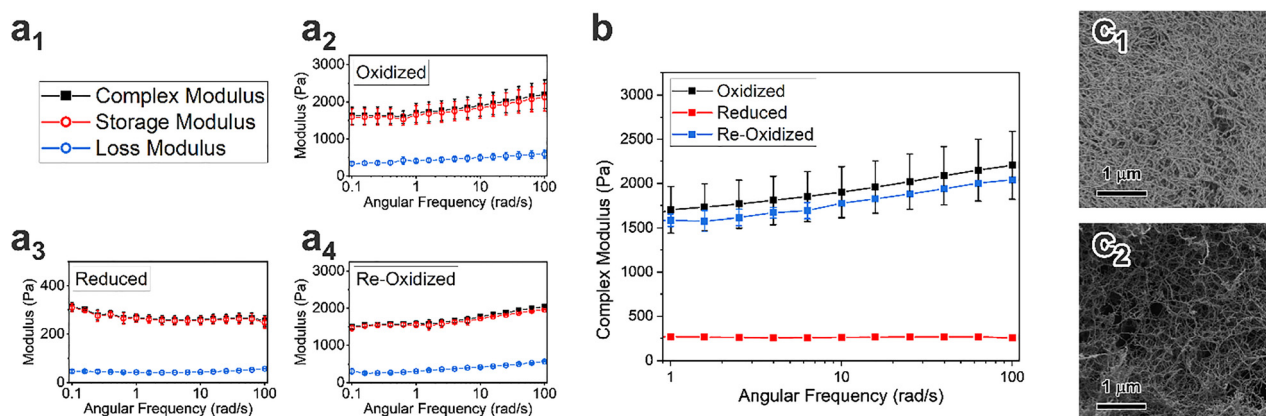 a1
Complex Modulus
Storage Modulus
Loss Modulus
a2
Oxidized
Modulus (Pa)
3000
2000
1000
0
0.1 1 10 100
Angular Frequency (rad/s)
a3
Reduced
Modulus (Pa)
400
300
0
0.1 1 10 100
Angular Frequency (rad/s)
a4
Re-Oxidized
Modulus (Pa)
3000
2000
1400
0
0.1 1 10 100
Angular Frequency (rad/s)
b
Oxidized
Reduced
Re-Oxidized
Complex Modulus (Pa)
3000
2500
2000
1500
1000
500
0
1 10 100
Angular Frequency (rad/s)
c1
1 μm
c2
1 μm